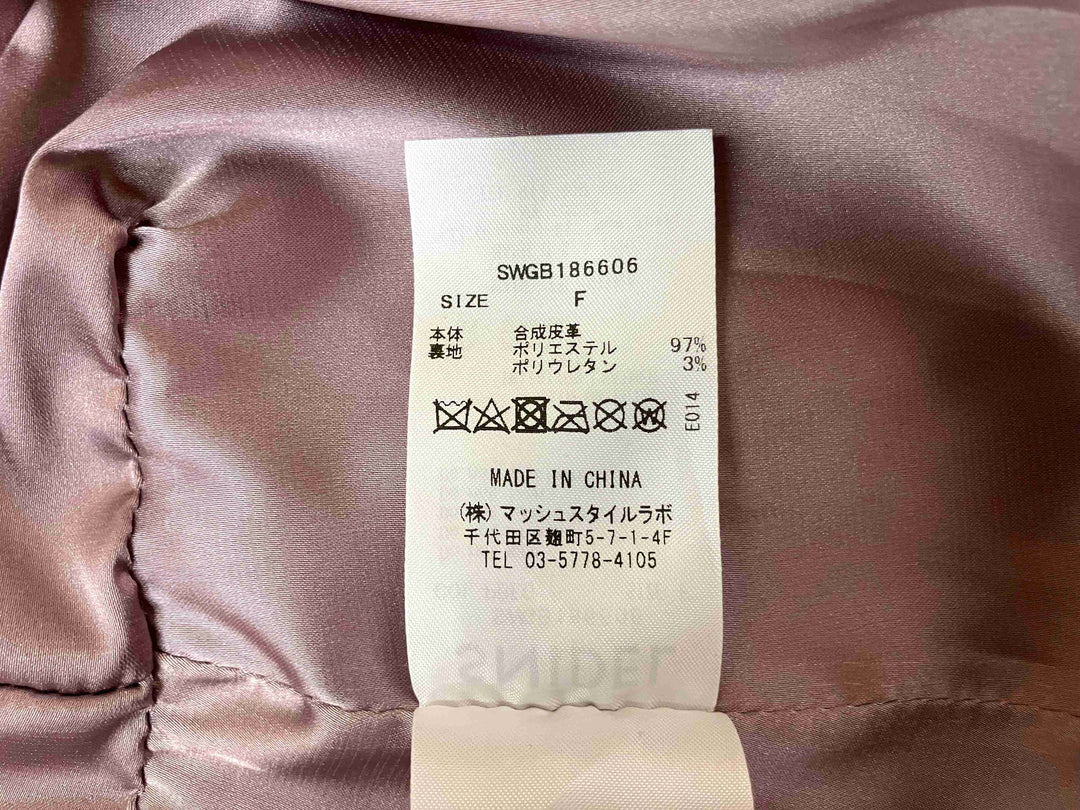 SWGB186606
SIZE F
本体 合成皮革
裏地 ポリエステル 97%
ポリウレタン 3%
W
E014
MADE IN CHINA
(株)マッシュスタイルラボ
千代田区麹町5-7-1-4F
TEL 03-5778-4105
SNIDEL